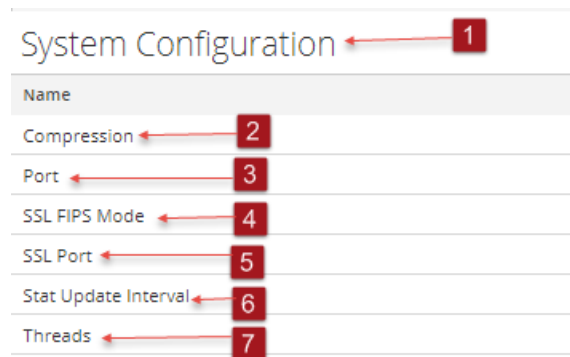 System Configuration 1
Name
Compression 2
Port 3
SSL FIPS Mode 4
SSL Port 5
Stat Update Interval 6
Threads 7